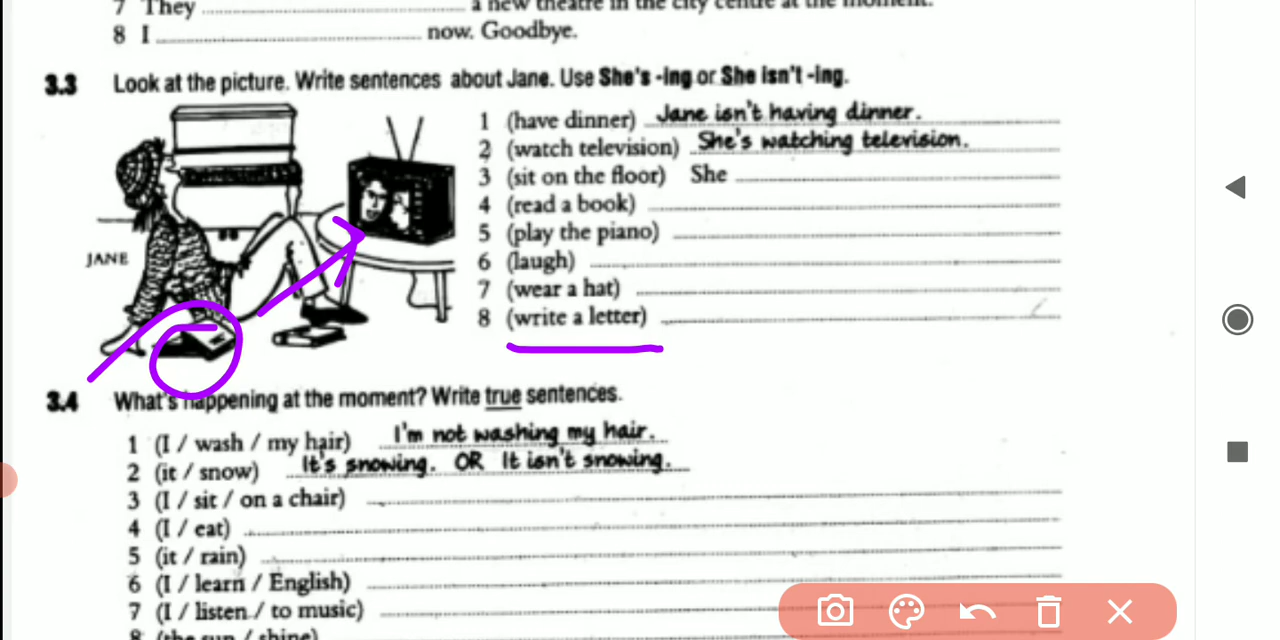 7 They .......... a new theatre in the city centre at the moment.
8 I .......... now. Goodbye.
3.3 Look at the picture. Write sentences about Jane. Use She's -ing or She isn't -ing.
1 (have dinner) Jane isn't having dinner.
2 (watch television) She's watching television.
3 (sit on the floor) She ..........
4 (read a book) ..........
5 (play the piano) ..........
6 (laugh) ..........
7 (wear a hat) ..........
8 (write a letter) ..........
JANE
3.4 What's happening at the moment? Write true sentences.
1 (I / wash / my hair) I'm not washing my hair.
2 (it / snow) It's snowing. OR It isn't snowing.
3 (I / sit / on a chair) ..........
4 (I / eat) ..........
5 (it / rain) ..........
6 (I / learn / English) ..........
7 (I / listen / to music) ..........
8 (the sun / shine) ..........